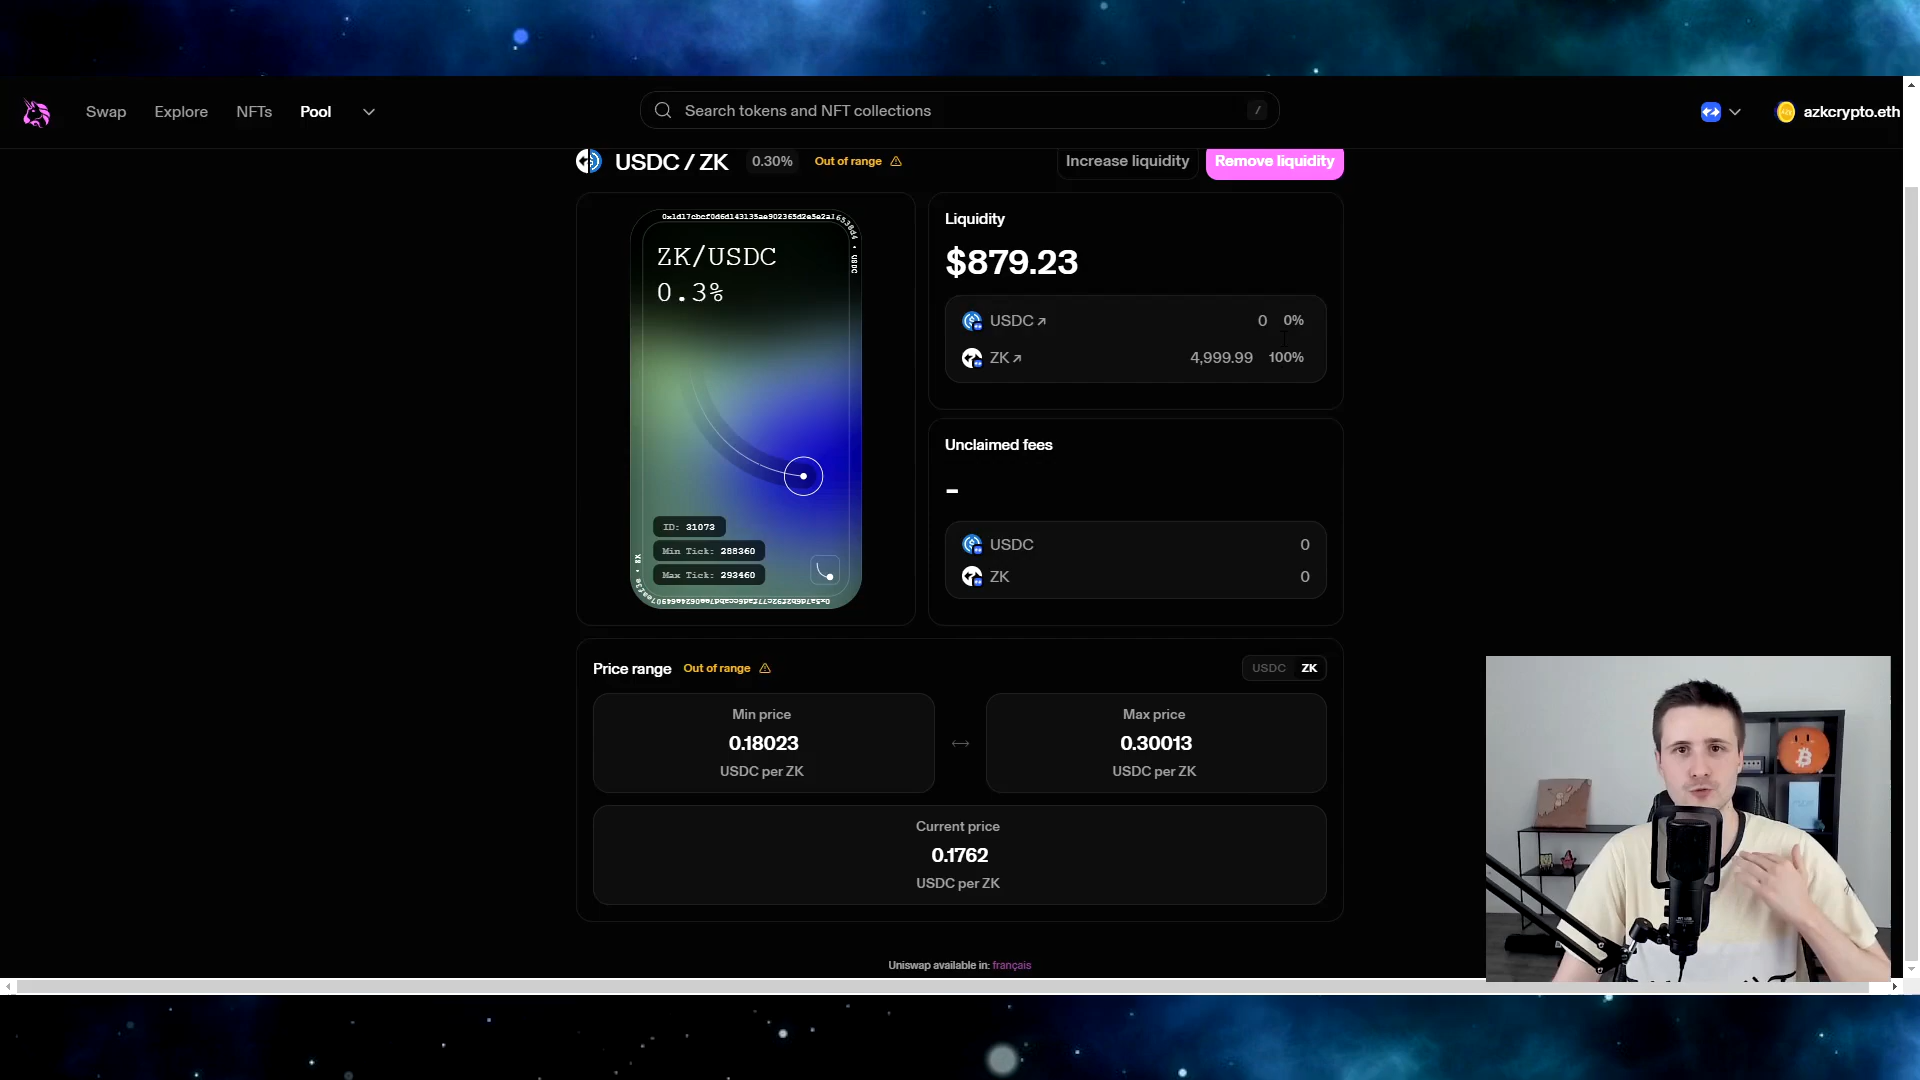 Swap
Explore
NFTs
Pool
Search tokens and NFT collections
/
azkcrypto.eth
USDC / ZK
0.30%
Out of range
Increase liquidity
Remove liquidity
ZK/USDC
0.3%
ID: 31073
Min Tick: 288360
Max Tick: 293460
• USDC
Liquidity
$879.23
USDC
0
0%
ZK
4,999.99
100%
Unclaimed fees
-
USDC
0
ZK
0
Price range
Out of range
USDC
ZK
Min price
0.18023
USDC per ZK
Max price
0.30013
USDC per ZK
Current price
0.1762
USDC per ZK
Uniswap available in: français